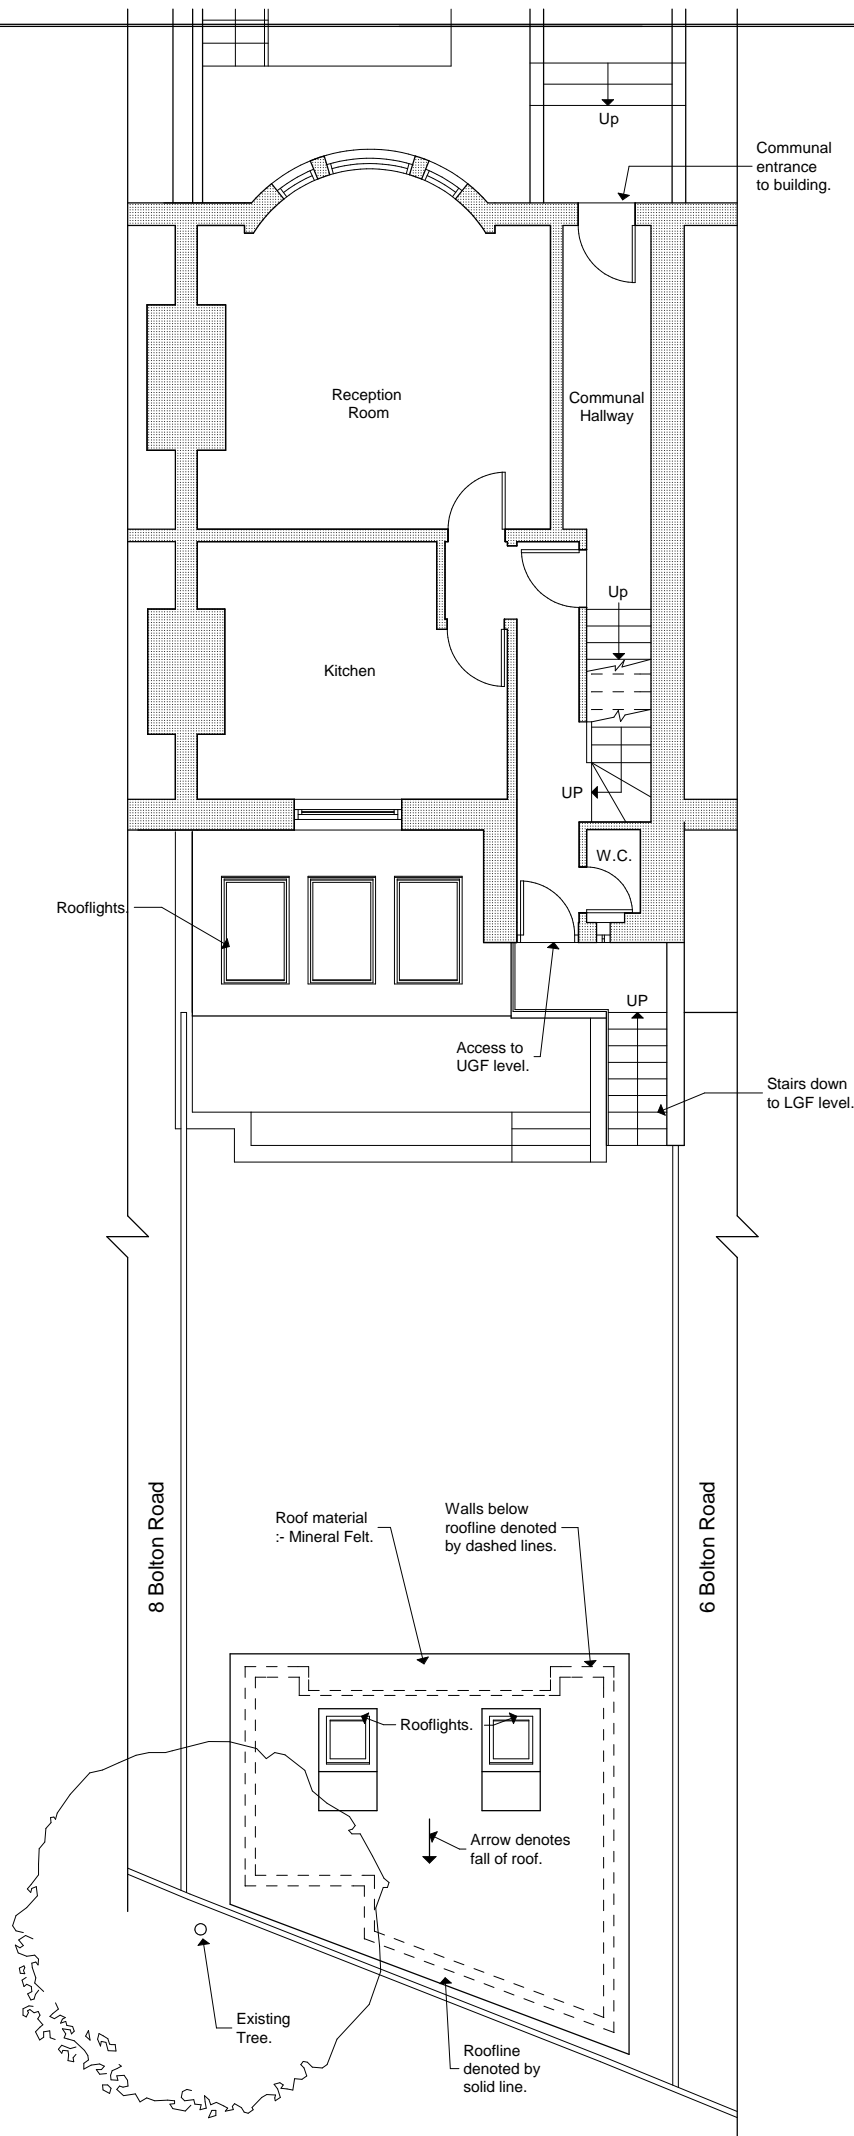 Up
Communal
entrance
to building.
Reception
Room
Communal
Hallway
Up
Kitchen
UP
W.C.
Rooflights.
UP
Access to
UGF level.
Stairs down
to LGF level.
8 Bolton Road
6 Bolton Road
Roof material
:- Mineral Felt.
Walls below
roofline denoted
by dashed lines.
Rooflights.
Arrow denotes
fall of roof.
Existing
Tree.
Roofline
denoted by
solid line.